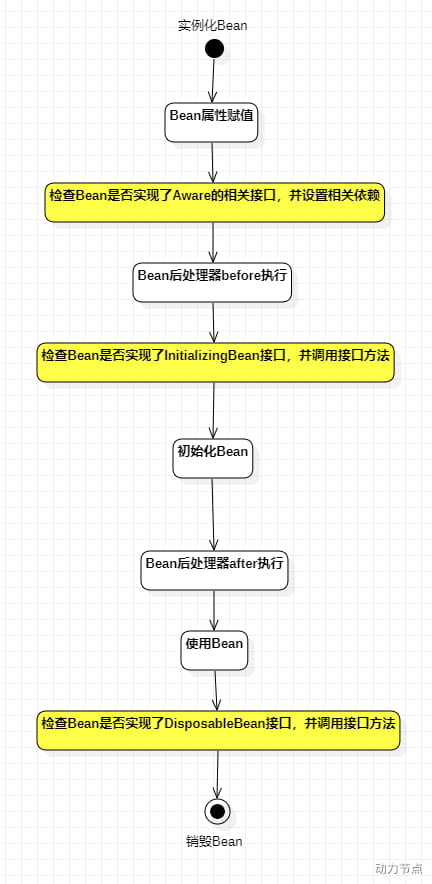 实例化Bean
Bean属性赋值
检查Bean是否实现了Aware的相关接口，并设置相关依赖
Bean后处理器before执行
检查Bean是否实现了InitializingBean接口，并调用接口方法
初始化Bean
Bean后处理器after执行
使用Bean
检查Bean是否实现了DisposableBean接口，并调用接口方法
销毁Bean
动力节点